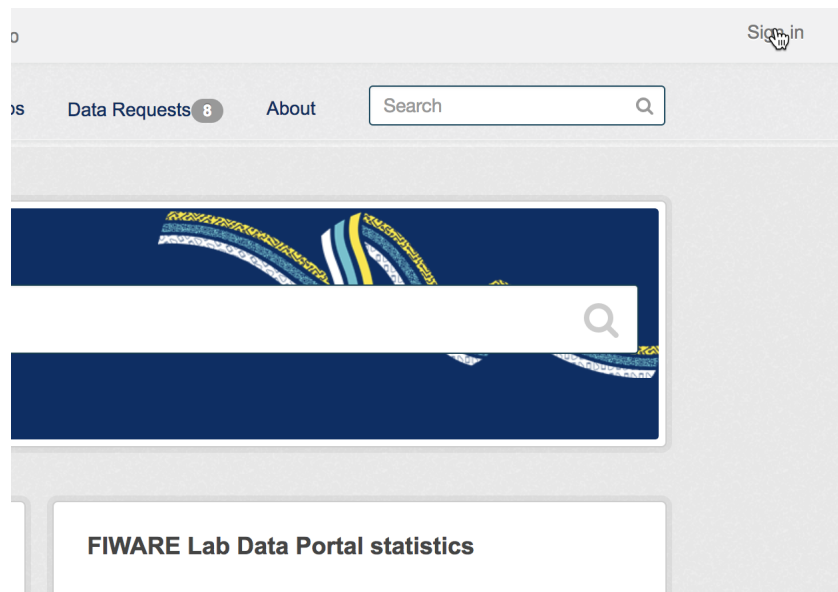 Sign in
Data Requests 8
About
Search
FIWARE Lab Data Portal statistics